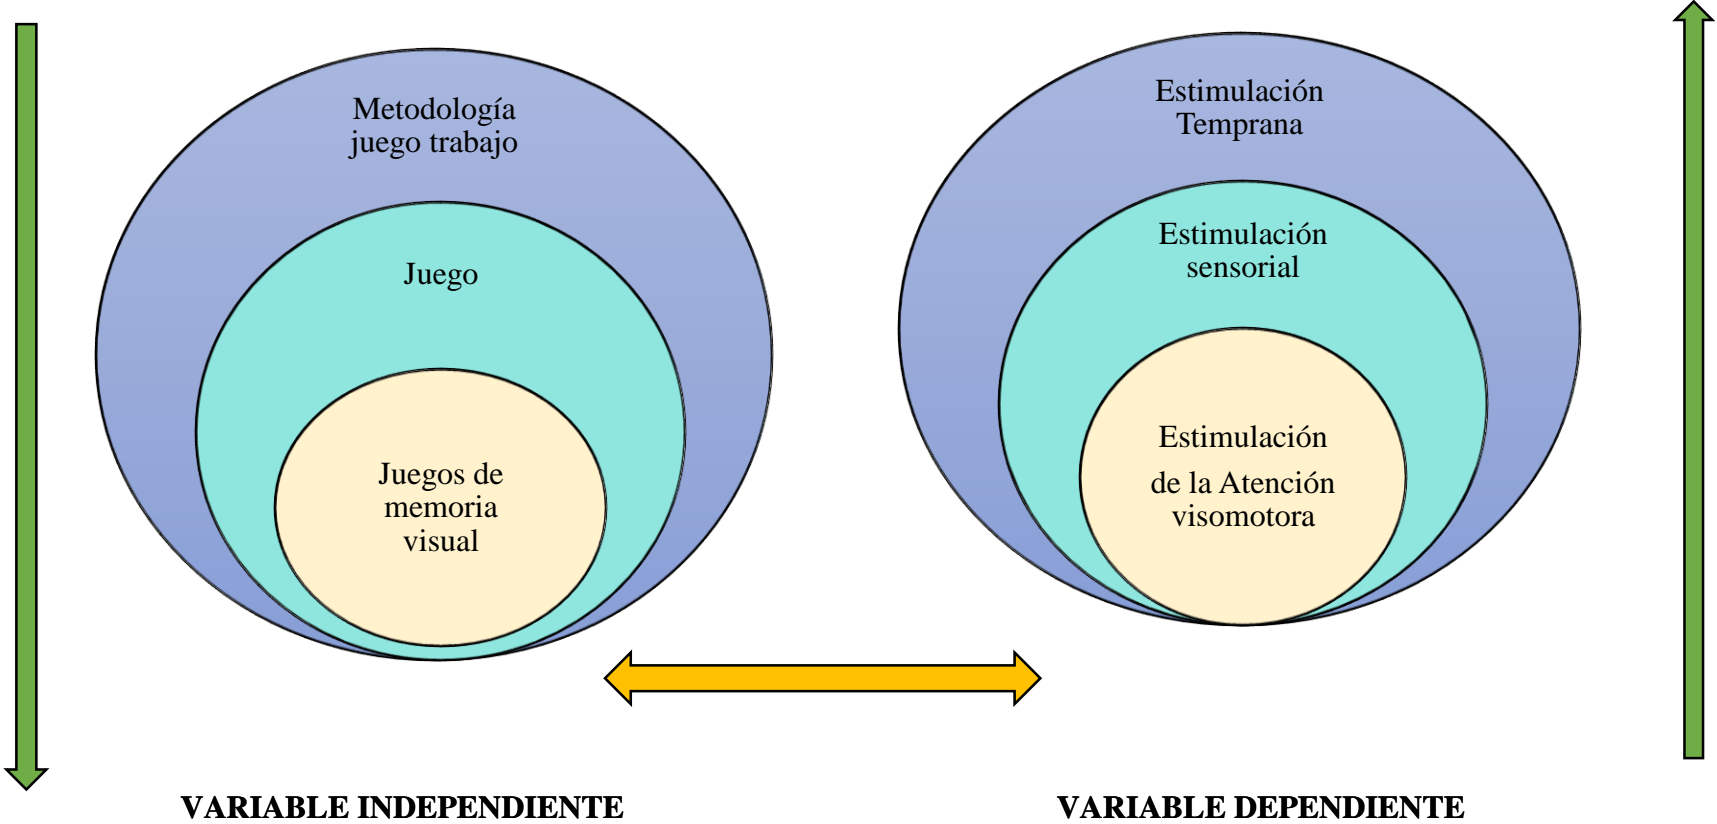 Metodología
juego trabajo
Juego
Juegos de
memoria
visual
Estimulación
Temprana
Estimulación
sensorial
Estimulación
de la Atención
visomotora
VARIABLE INDEPENDIENTE
VARIABLE DEPENDIENTE